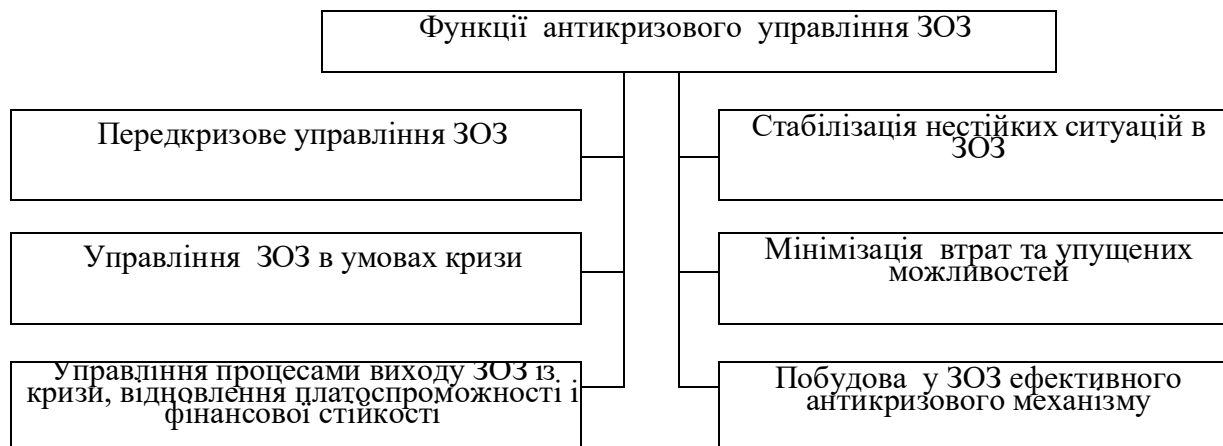 Функції антикризового управління ЗОЗ
Передкризове управління ЗОЗ
Стабілізація нестійких ситуацій в
ЗОЗ
Управління ЗОЗ в умовах кризи
Мінімізація втрат та упущених
можливостей
Управління процесами виходу ЗОЗ із
кризи, відновлення платоспроможності і
фінансової стійкості
Побудова у ЗОЗ ефективного
антикризового механізму